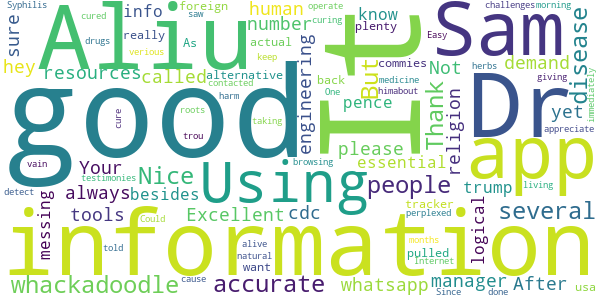 Syphilis cured info human foreign know Sam challenges morning
saw drugs Aliu sure really number It plenty operate Easy disease
curing verious As actual But commies keep
hey resources called alternative back Thank Not demand
contacted cure harm engineering pence One medicine himabout herbs giving yet immediately
good roots trou please religion Dr appreciate
vain Your Nice taking essential app
detect testimonies Using browsing people trump living
messing always besides tracker logical
tools Excellent cdc Could perplexed several
information told alive months pulled
natural internet
whackadoodle accurate cause want whatsapp manager Since After done usa